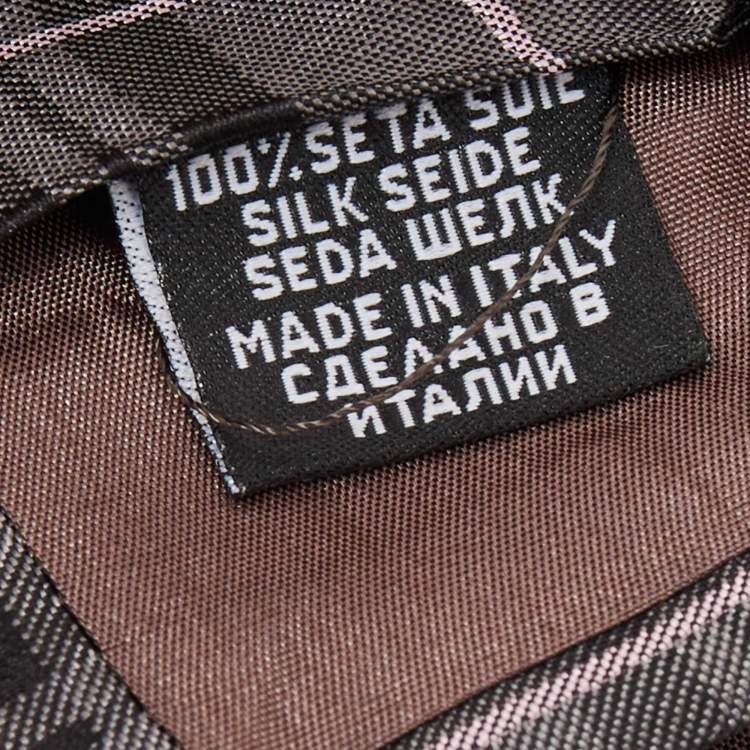 100% SETA SOIE
SILK SEIDE
SEDA ШЕЛК
MADE IN ITALY
СДЕЛАНО В
ИТАЛИИ